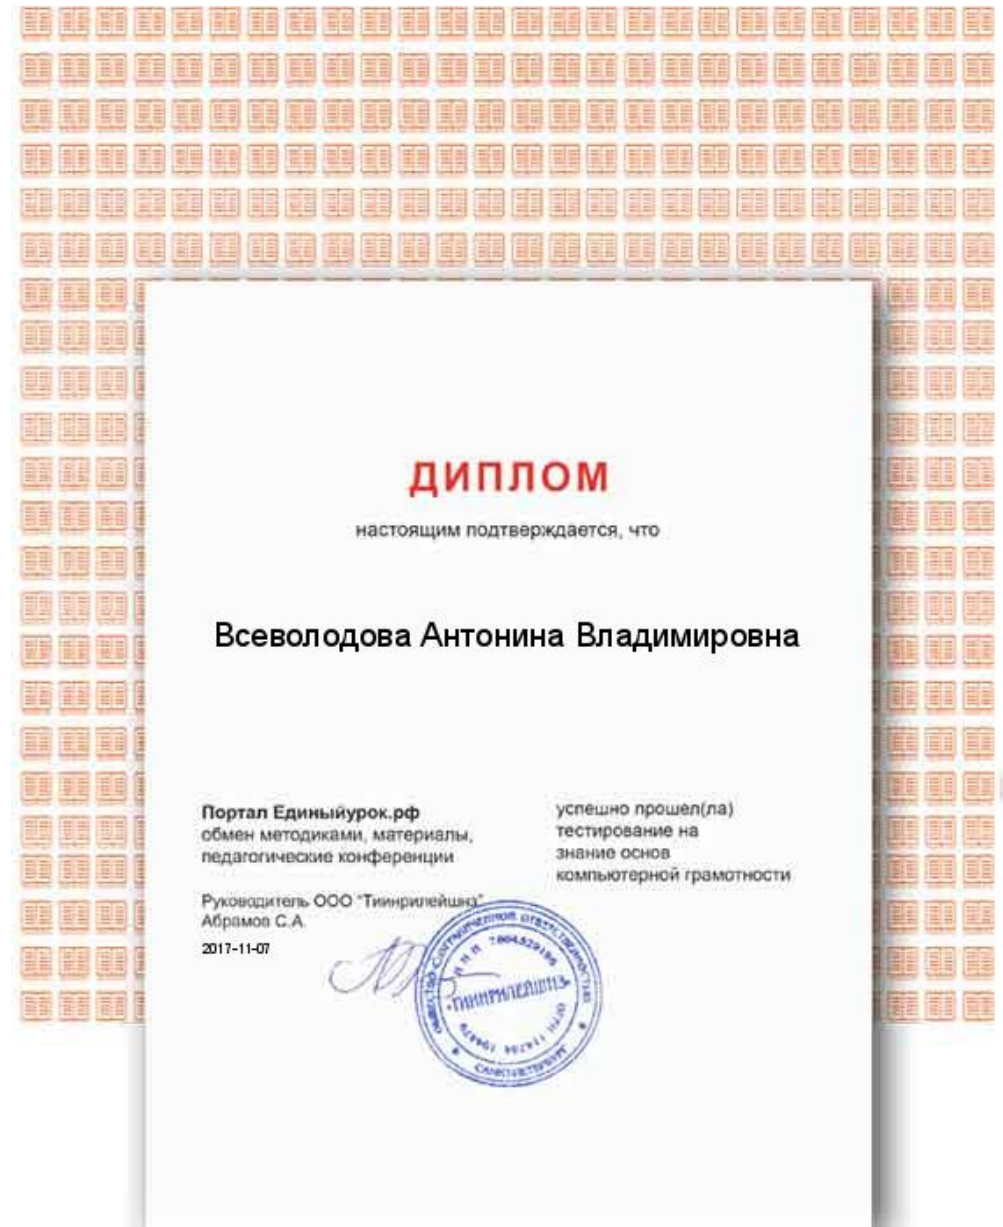 ДИПЛОМ
настоящим подтверждается, что
Всеволодова Антонина Владимировна
Портал Единыйурок.рф
обмен методиками, материалы,
педагогические конференции
Руководитель ООО "Тиинрилейшнз"
Абрамов С.А.
2017-11-07
успешно прошел(ла)
тестирование на
знание основ
компьютерной грамотности
ТИИНРИЛЕЙШНЗ